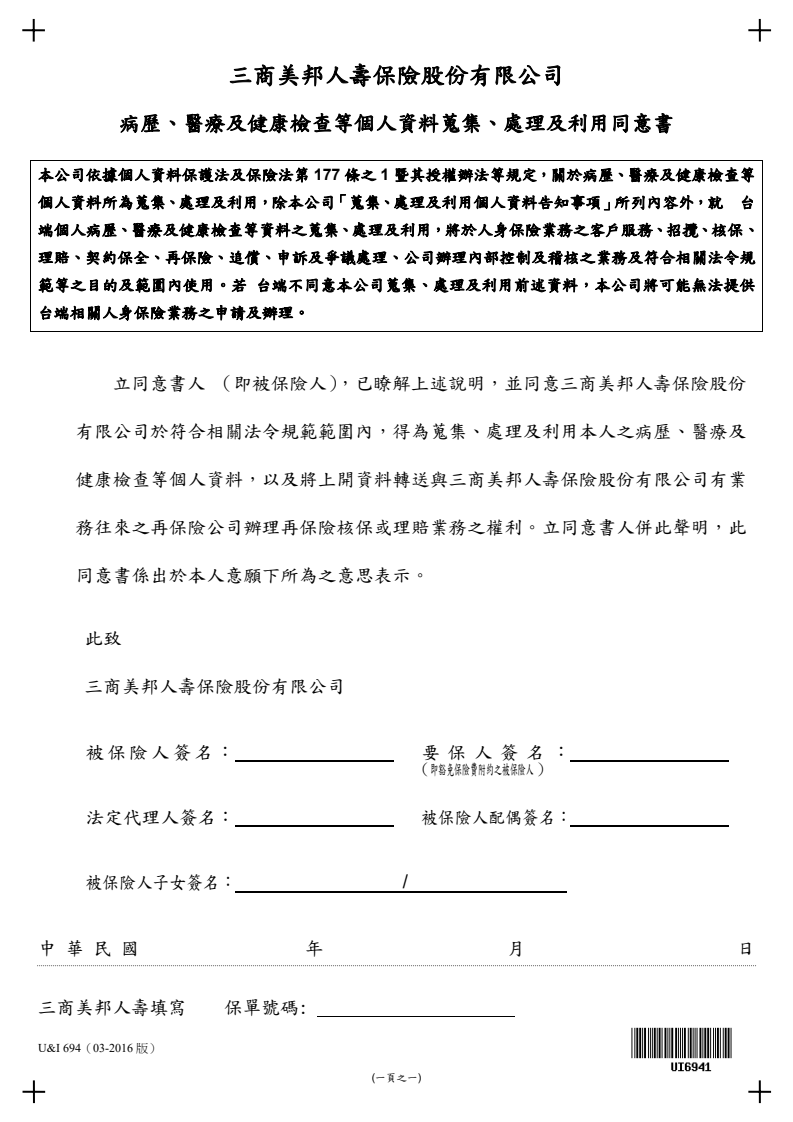 三商美邦人壽保險股份有限公司
病歷、醫療及健康檢查等個人資料蒐集、處理及利用同意書
本公司依據個人資料保護法及保險法第 177 條之 1 暨其授權辦法等規定，關於病歷、醫療及健康檢查等
個人資料所為蒐集、處理及利用，除本公司「蒐集、處理及利用個人資料告知事項」所列內容外，就　台
端個人病歷、醫療及健康檢查等資料之蒐集、處理及利用，將於人身保險業務之客戶服務、招攬、核保、
理賠、契約保全、再保險、追償、申訴及爭議處理、公司辦理內部控制及稽核之業務及符合相關法令規
範等之目的及範圍內使用。若　台端不同意本公司蒐集、處理及利用前述資料，本公司將可能無法提供
台端相關人身保險業務之申請及辦理。
立同意書人　（即被保險人），已瞭解上述說明，並同意三商美邦人壽保險股份
有限公司於符合相關法令規範範圍內，得為蒐集、處理及利用本人之病歷、醫療及
健康檢查等個人資料，以及將上開資料轉送與三商美邦人壽保險股份有限公司有業
務往來之再保險公司辦理再保險核保或理賠業務之權利。立同意書人併此聲明，此
同意書係出於本人意願下所為之意思表示。
此致
三商美邦人壽保險股份有限公司
被保險人簽名：　要保人簽名：
（即豁免保險費附約之被保險人）
法定代理人簽名：　被保險人配偶簽名：
被保險人子女簽名：　/
中 華 民 國　年　月　日
三商美邦人壽填寫　保單號碼：
U&I 694（03-2016 版）
UI6941
(一頁之一)